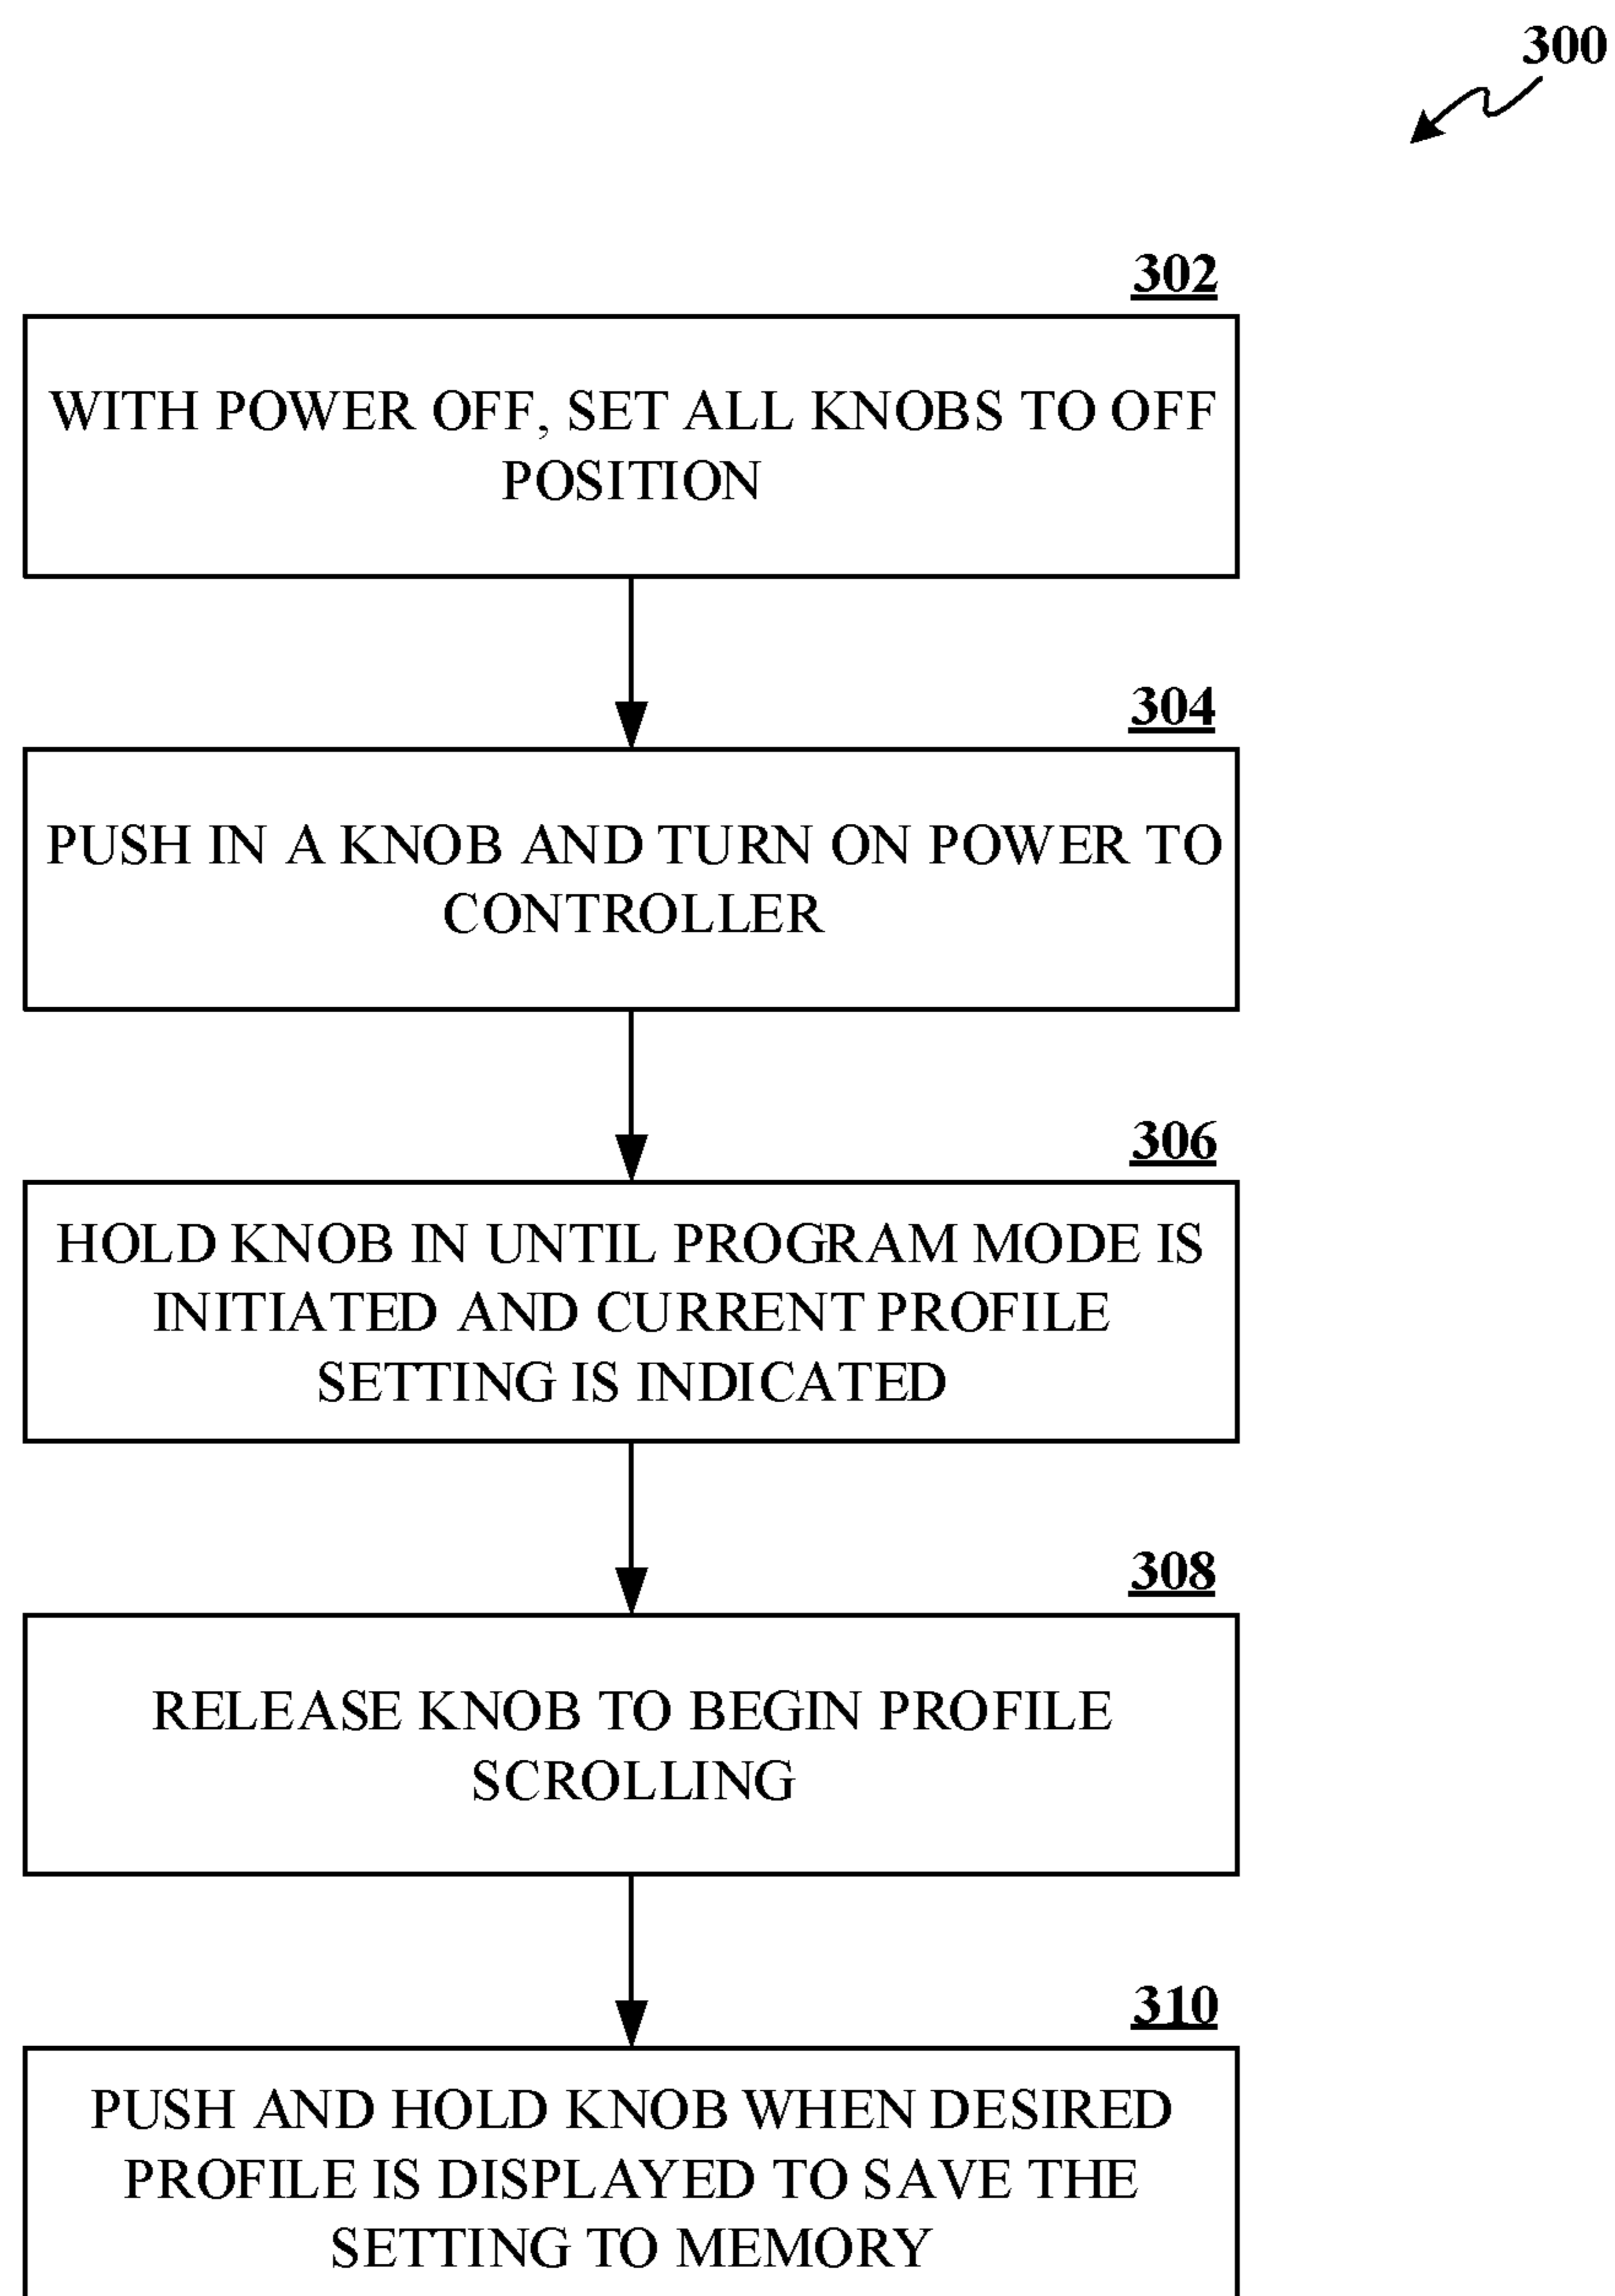 300
302
WITH POWER OFF, SET ALL KNOBS TO OFF
POSITION
304
PUSH IN A KNOB AND TURN ON POWER TO
CONTROLLER
306
HOLD KNOB IN UNTIL PROGRAM MODE IS
INITIATED AND CURRENT PROFILE
SETTING IS INDICATED
308
RELEASE KNOB TO BEGIN PROFILE
SCROLLING
310
PUSH AND HOLD KNOB WHEN DESIRED
PROFILE IS DISPLAYED TO SAVE THE
SETTING TO MEMORY